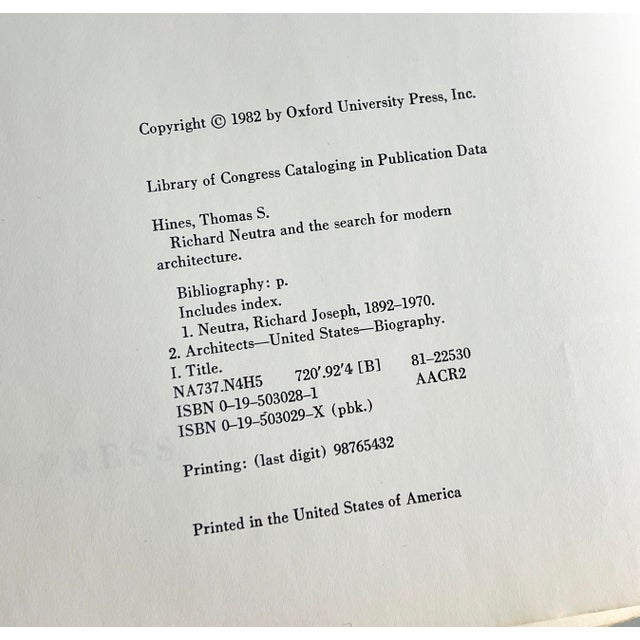 Copyright © 1982 by Oxford University Press, Inc.
Library of Congress Cataloging in Publication Data
Hines, Thomas S.
Richard Neutra and the search for modern
architecture.
Bibliography: p.
Includes index.
1. Neutra, Richard Joseph, 1892–1970.
2. Architects—United States—Biography.
I. Title.
NA737.N4H5 720′.92′4 [B] 81–22530
ISBN 0–19–503028–1 AACR2
ISBN 0–19–503029–X (pbk.)
Printing: (last digit) 98765432
Printed in the United States of America
PRESS